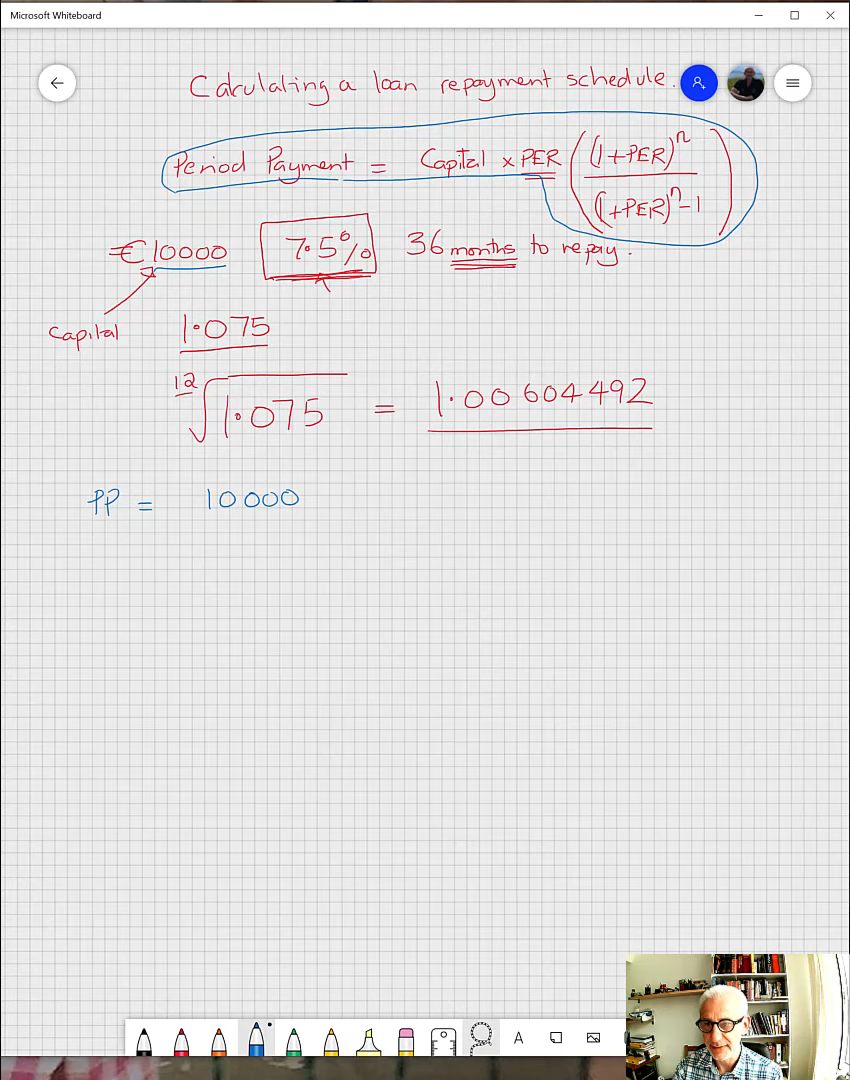 Microsoft Whiteboard
Calculating a loan repayment schedule.
Period Payment = Capital × PER ( (1+PER)^n / (1+PER)^n-1 )
€10000 7.5% 36 months to repay.
Capital
1.075
12√1.075 = 1.00604492
PP = 10000
A